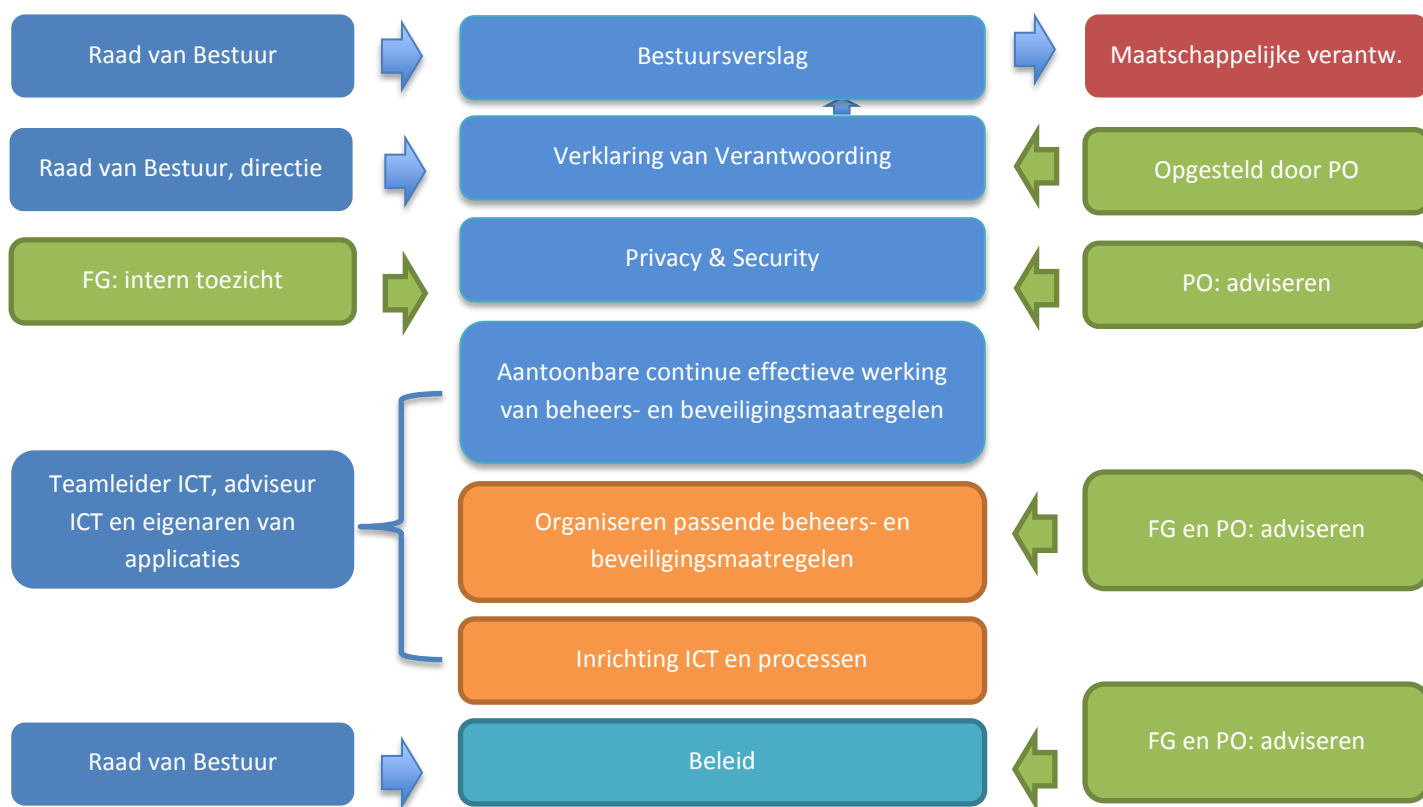 Raad van Bestuur
Bestuursverslag
Maatschappelijke verantw.
Raad van Bestuur, directie
Verklaring van Verantwoording
Opgesteld door PO
FG: intern toezicht
Privacy & Security
PO: adviseren
Aantoonbare continue effectieve werking
van beheers- en beveiligingsmaatregelen
Teamleider ICT, adviseur
ICT en eigenaren van
applicaties
Organiseren passende beheers- en
beveiligingsmaatregelen
FG en PO: adviseren
Inrichting ICT en processen
Raad van Bestuur
Beleid
FG en PO: adviseren